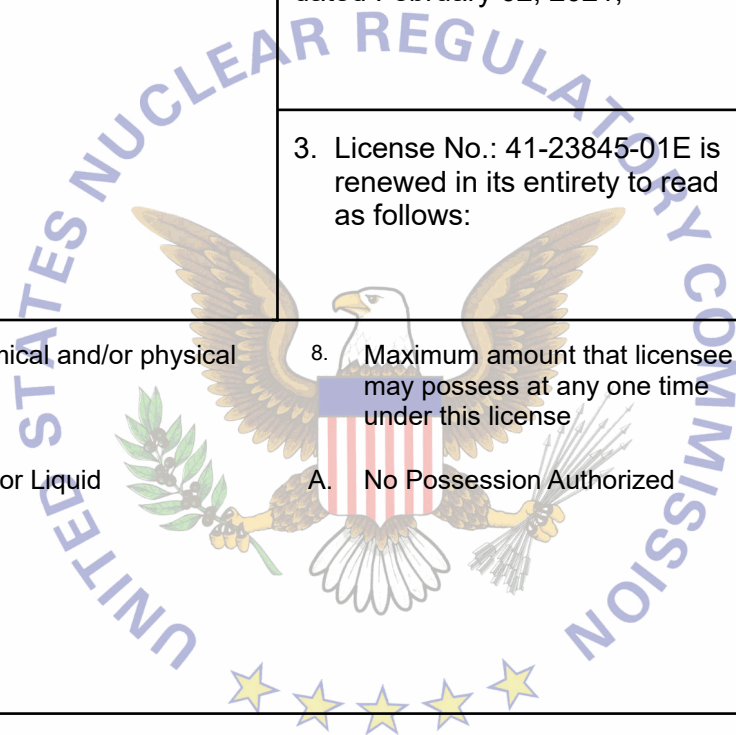 UNITED STATES NUCLEAR REGULATORY COMMISSION
3. License No.: 41-23845-01E is
renewed in its entirety to read
as follows:
and/or physical
8. Maximum amount that licensee
may possess at any one time
under this license
or Liquid
A. No Possession Authorized